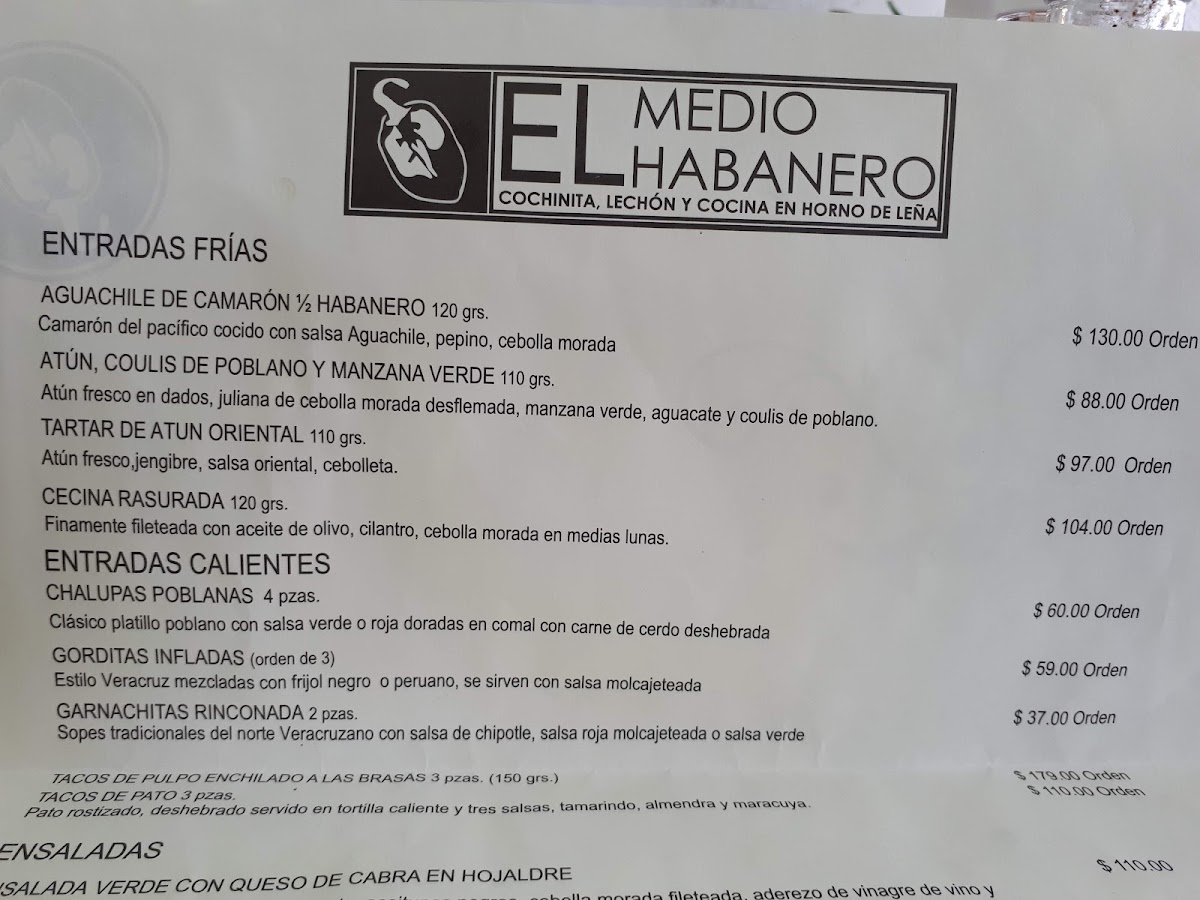 EL MEDIO HABANERO
COCHINITA, LECHÓN Y COCINA EN HORNO DE LEÑA
ENTRADAS FRÍAS
AGUACHILE DE CAMARÓN ½ HABANERO 120 grs.
Camarón del pacífico cocido con salsa Aguachile, pepino, cebolla morada
$ 130.00 Orden
ATÚN, COULIS DE POBLANO Y MANZANA VERDE 110 grs.
Atún fresco en dados, juliana de cebolla morada desflemada, manzana verde, aguacate y coulis de poblano.
$ 88.00 Orden
TARTAR DE ATUN ORIENTAL 110 grs.
Atún fresco,jengibre, salsa oriental, cebolleta.
$ 97.00 Orden
CECINA RASURADA 120 grs.
Finamente fileteada con aceite de olivo, cilantro, cebolla morada en medias lunas.
$ 104.00 Orden
ENTRADAS CALIENTES
CHALUPAS POBLANAS 4 pzas.
Clásico platillo poblano con salsa verde o roja doradas en comal con carne de cerdo deshebrada
$ 60.00 Orden
GORDITAS INFLADAS (orden de 3)
Estilo Veracruz mezcladas con frijol negro o peruano, se sirven con salsa molcajeteada
$ 59.00 Orden
GARNACHITAS RINCONADA 2 pzas.
Sopes tradicionales del norte Veracruzano con salsa de chipotle, salsa roja molcajeteada o salsa verde
$ 37.00 Orden
TACOS DE PULPO ENCHILADO A LAS BRASAS 3 pzas. (150 grs.)
$ 179.00 Orden
TACOS DE PATO 3 pzas.
$ 110.00 Orden
Pato rostizado, deshebrado servido en tortilla caliente y tres salsas, tamarindo, almendra y maracuya.
ENSALADAS
SALADA VERDE CON QUESO DE CABRA EN HOJALDRE
$ 110.00
cebolla morada fileteada, aderezo de vinagre de vino y